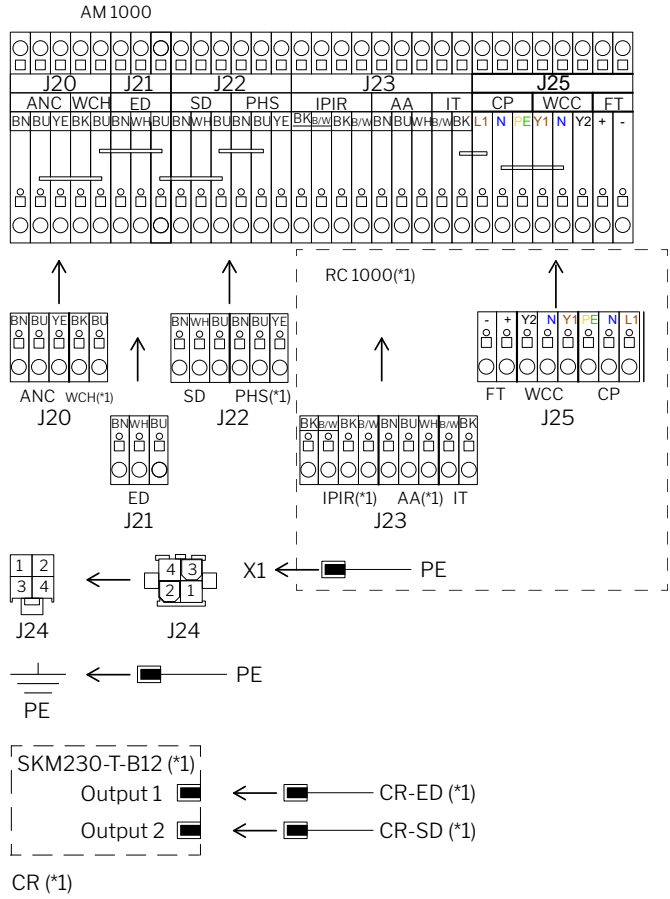 AM 1000
J20 J21 J22 J23 J25
ANC WCH ED SD PHS IPIR AA IT CP WCC FT
BN BU YE BK BU BN WH BU BN WH BU BN BU YE BK B/W BK B/W BN BU WH B/W BK L1 N PE Y1 N Y2 + -
RC 1000(*1)
BN BU YE BK BU
ANC WCH(*1)
J20
BN WH BU BN BU YE
SD PHS(*1)
J22
- + Y2 N Y1 PE N L1
FT WCC CP
J25
BN WH BU
ED
J21
BK B/W BK B/W BN BU WH B/W BK
IPIR(*1) AA(*1) IT
J23
1 2
3 4
J24
4 3
2 1
J24
X1 PE
PE
PE
SKM230-T-B12 (*1)
Output 1 CR-ED (*1)
Output 2 CR-SD (*1)
CR (*1)